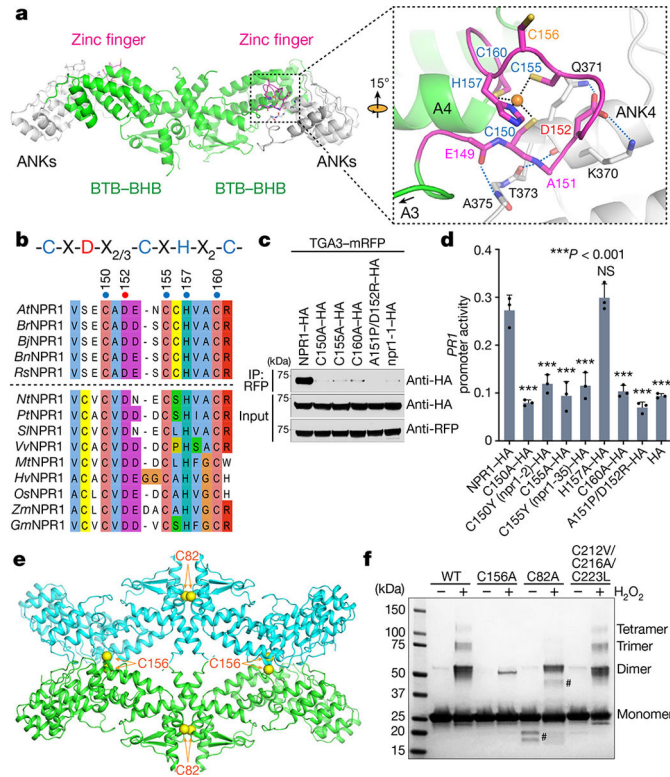 a
Zinc finger
Zinc finger
ANKs
ANKs
BTB–BHB
BTB–BHB
15°
C156
C160
C155
Q371
H157
A4
ANK4
C150
D152
E149
K370
A151
T373
A375
A3
b
-C-X-D-X2/3-C-X-H-X2-C-
150 152 155 157 160
AtNPR1 VSECAVDE-NCCHVACR
BrNPR1
BjNPR1
BnNPR1
RsNPR1
NtNPR1
PtNPR1
SlNPR1
VvNPR1
MtNPR1
HvNPR1
OsNPR1
ZmNPR1
GmNPR1
c
TGA3–mRFP
NPR1–HA
C150A–HA
C155A–HA
C160A–HA
A151P/D152R–HA
npr1-1–HA
(kDa)
IP: RFP
75
Anti-HA
Input
75
Anti-HA
75
Anti-RFP
d
***P < 0.001
NS
PR1 promoter activity
0.4
0.3
0.2
0.1
0
*** *** *** *** *** *** ***
NPR1–HA
C150A–HA
C150Y (npr1-2)–HA
C155A–HA
C155Y (npr1-35)–HA
H157A–HA
C160A–HA
A151P/D152R–HA
HA
e
C82
C156
C156
C82
f
WT
C156A
C82A
C212V/
C216A/
C223L
(kDa)
– + – + – + – + H2O2
150
100
75
50
37
25
20
15
Tetramer
Trimer
Dimer
#
Monomer
#